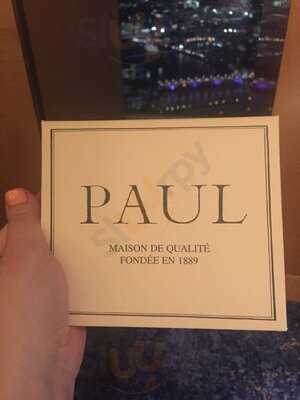 PAUL
MAISON DE QUALITÉ
FONDÉE EN 1889